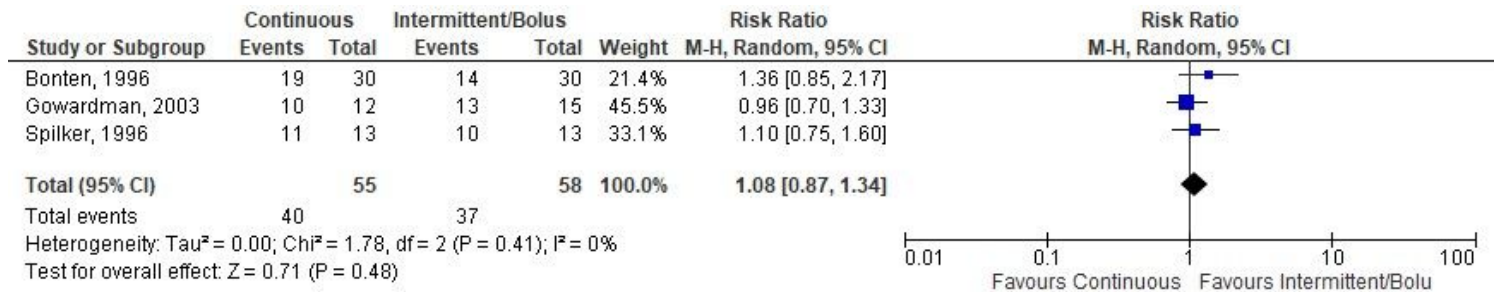 Continuous Intermittent/Bolus Risk Ratio Risk Ratio
Study or Subgroup Events Total Events Total Weight M-H, Random, 95% CI M-H, Random, 95% CI
Bonten, 1996 19 30 14 30 21.4% 1.36 [0.85, 2.17]
Gowardman, 2003 10 12 13 15 45.5% 0.96 [0.70, 1.33]
Spilker, 1996 11 13 10 13 33.1% 1.10 [0.75, 1.60]
Total (95% CI) 55 58 100.0% 1.08 [0.87, 1.34]
Total events 40 37
Heterogeneity: Tau² = 0.00; Chi² = 1.78, df = 2 (P = 0.41); I² = 0%
Test for overall effect: Z = 0.71 (P = 0.48)
0.01 0.1 1 10 100
Favours Continuous Favours Intermittent/Bolu